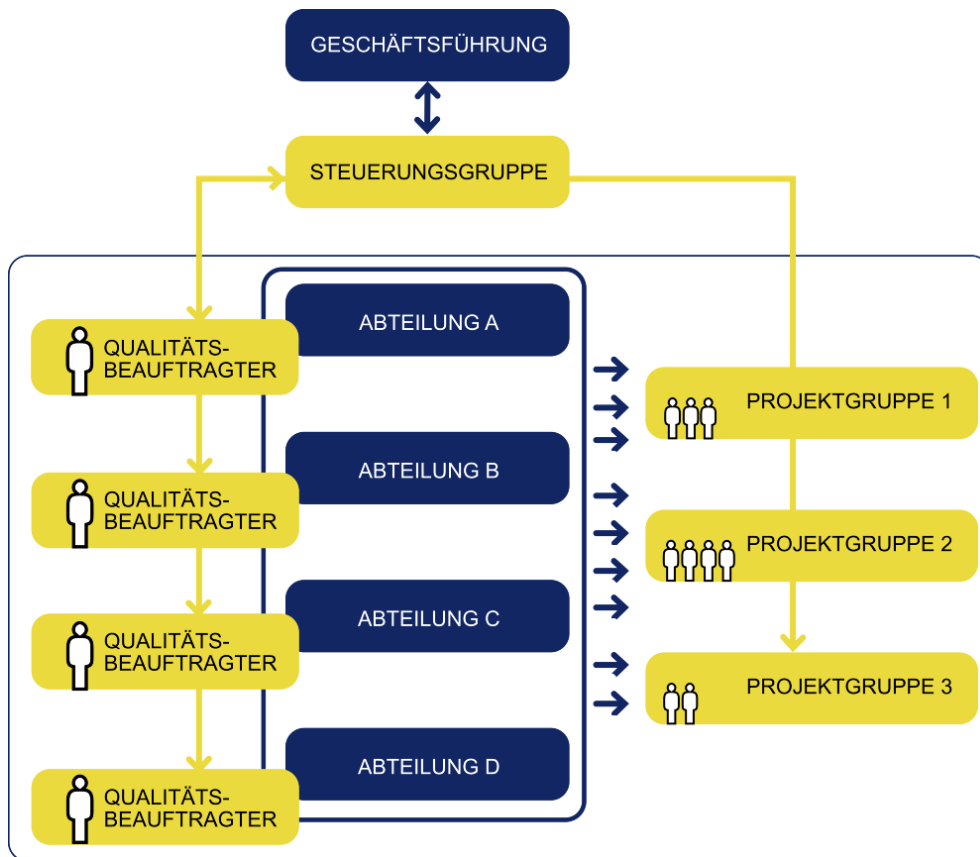 GESCHÄFTSFÜHRUNG
STEUERUNGSGRUPPE
ABTEILUNG A
QUALITÄTS-
BEAUFTRAGTER
PROJEKTGRUPPE 1
ABTEILUNG B
QUALITÄTS-
BEAUFTRAGTER
PROJEKTGRUPPE 2
ABTEILUNG C
QUALITÄTS-
BEAUFTRAGTER
PROJEKTGRUPPE 3
ABTEILUNG D
QUALITÄTS-
BEAUFTRAGTER